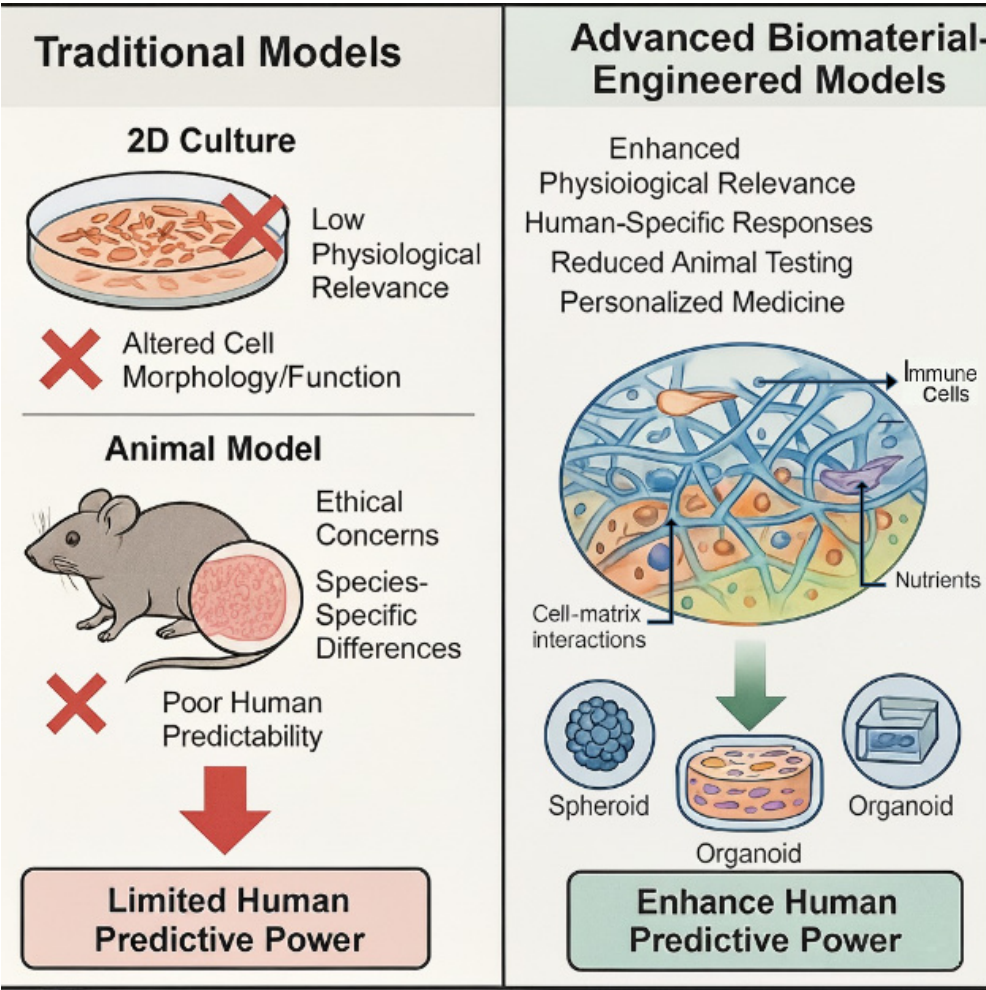 Traditional Models
2D Culture
Low
Physiological
Relevance
Altered Cell
Morphology/Function
Animal Model
Ethical
Concerns
Species-
Specific
Differences
Poor Human
Predictability
Limited Human
Predictive Power
Advanced Biomaterial-
Engineered Models
Enhanced
Physioiogical Relevance
Human-Specific Responses
Reduced Animal Testing
Personalized Medicine
Immune
Cells
Nutrients
Cell-matrix
interactions
Spheroid
Organoid
Organoid
Enhance Human
Predictive Power